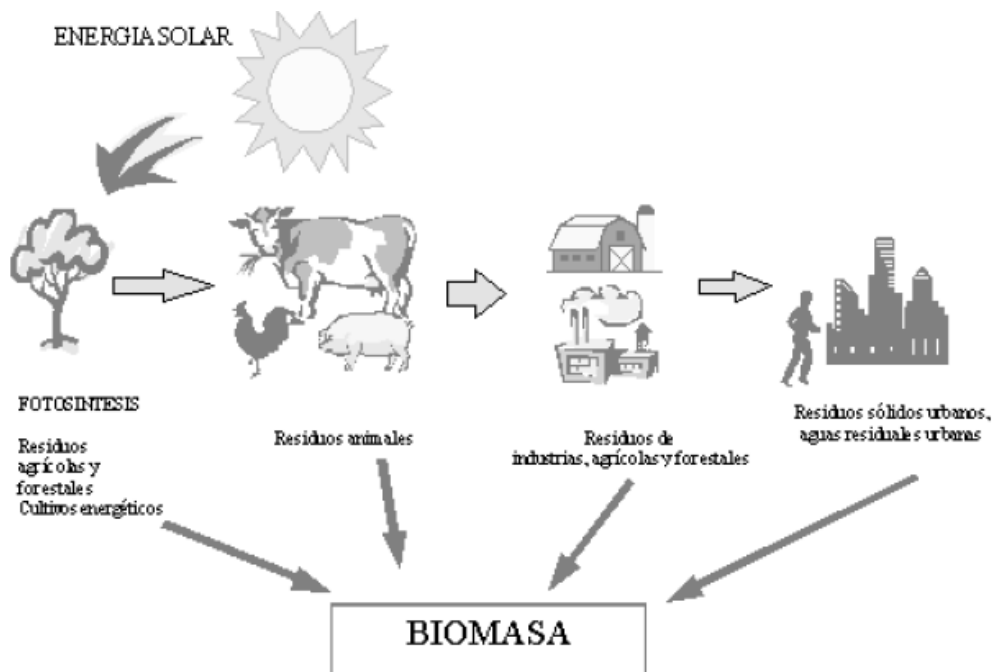 ENERGIA SOLAR
FOTOSINTESIS
Residuos
agrícolas y
forestales
Cultivos energéticos
Residuos animales
Residuos de
industrias, agrícolas y forestales
Residuos sólidos urbanos,
aguas residuales urbanas
BIOMASA